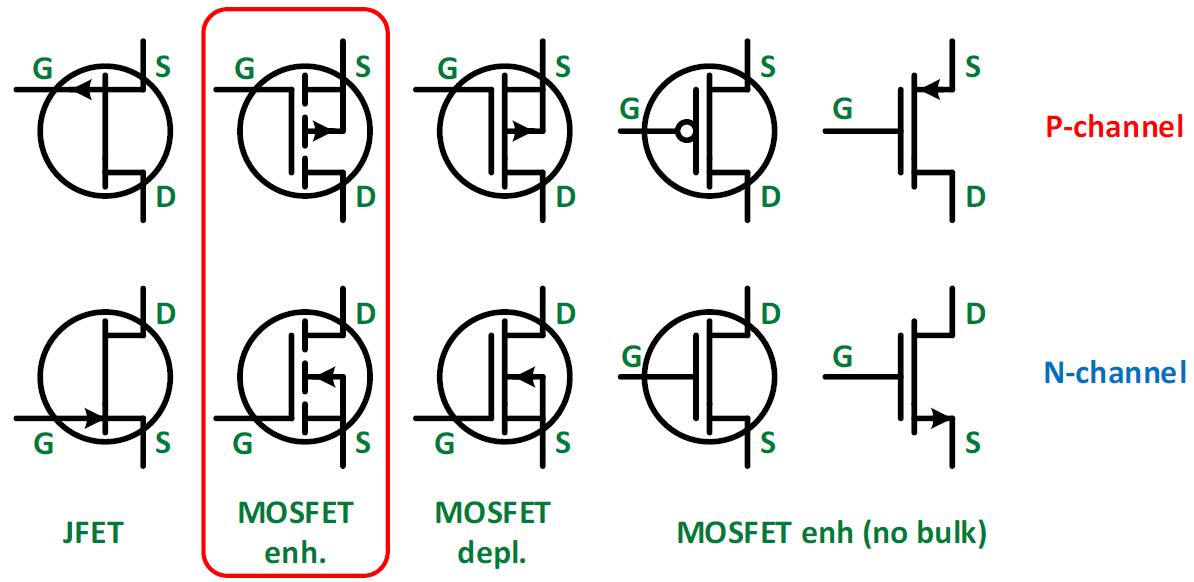 G S G S G S G S G S
D D D D D
P-channel
D D D D D
G S G S G S G S G S
N-channel
JFET
MOSFET
enh.
MOSFET
depl.
MOSFET enh (no bulk)